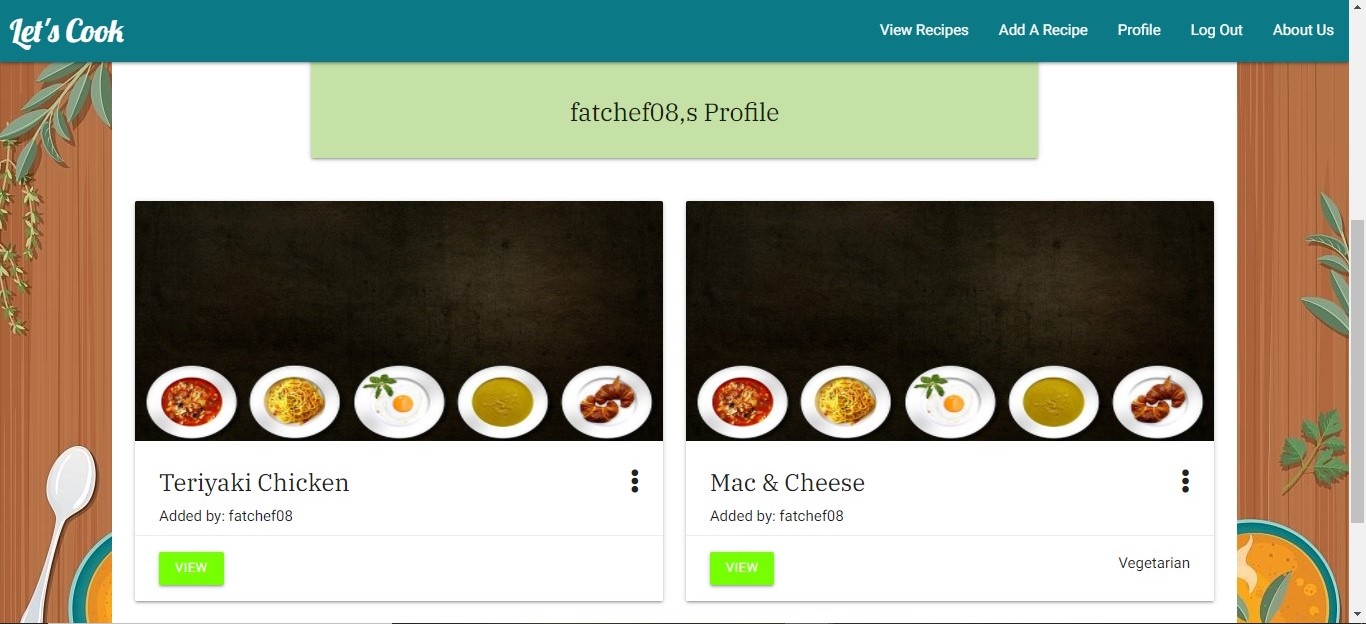 Let's Cook
View Recipes
Add A Recipe
Profile
Log Out
About Us
fatchef08,s Profile
Teriyaki Chicken
Added by: fatchef08
VIEW
Mac & Cheese
Added by: fatchef08
VIEW
Vegetarian